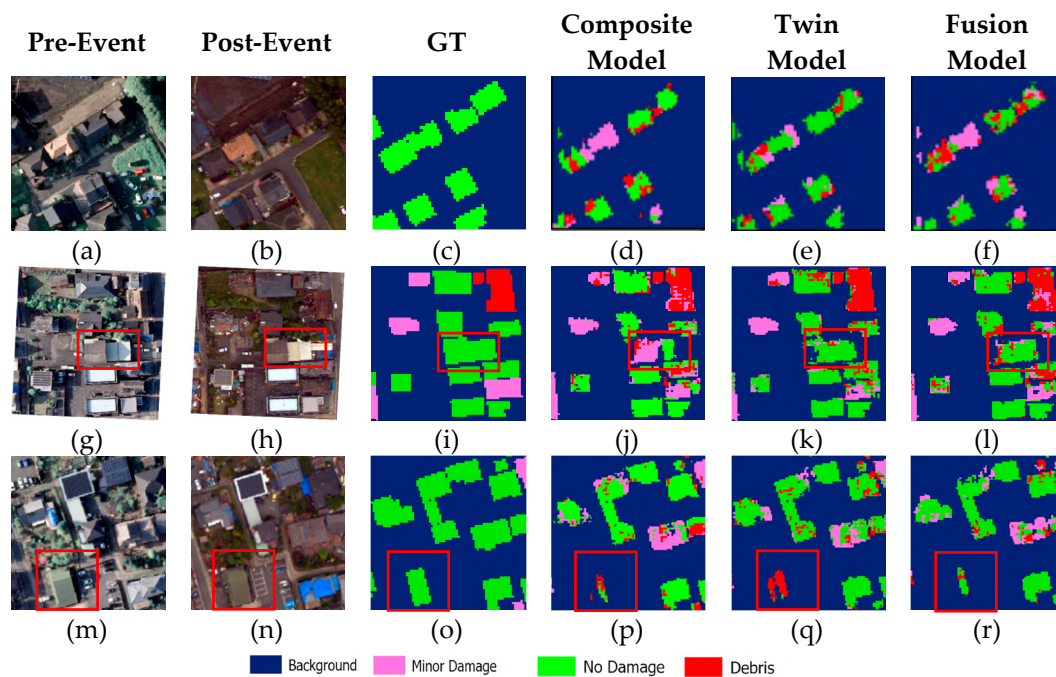 Pre-Event Post-Event GT Composite Model Twin Model Fusion Model
(a) (b) (c) (d) (e) (f)
(g) (h) (i) (j) (k) (l)
(m) (n) (o) (p) (q) (r)
Background Minor Damage No Damage Debris